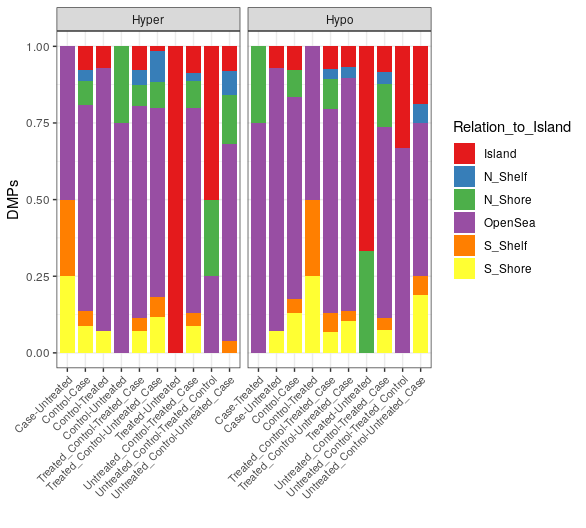 Hyper
Hypo
1.00
0.75
0.50
0.25
0.00
DMPs
Case-Untreated
Control-Case
Control-Treated
Control-Untreated
Treated_Control-Treated_Case
Treated_Control-Untreated_Case
Treated-Untreated
Untreated_Control-Treated_Case
Untreated_Control-Treated_Control
Untreated_Control-Untreated_Case
Case-Treated
Case-Untreated
Control-Case
Control-Treated
Treated_Control-Treated_Case
Treated_Control-Untreated_Case
Treated-Untreated
Untreated_Control-Treated_Case
Untreated_Control-Treated_Control
Untreated_Control-Untreated_Case
Relation_to_Island
Island
N_Shelf
N_Shore
OpenSea
S_Shelf
S_Shore